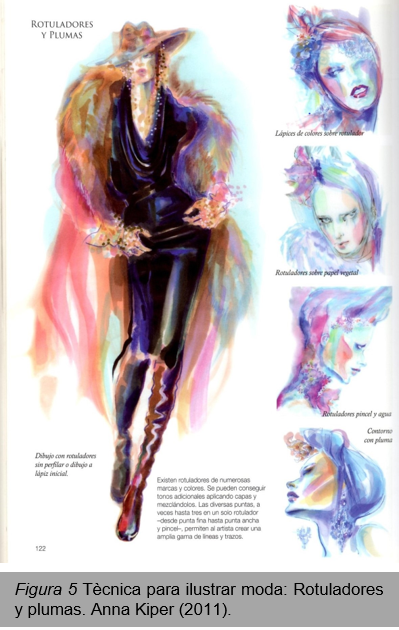 ROTULADORES
Y PLUMAS
Lápices de colores sobre rotulador
Rotuladores sobre papel vegetal
Rotuladores pincel y agua
Contorno
con pluma
Dibujo con rotuladores
sin perfilar o dibujo a
lápiz inicial.
Existen rotuladores de numerosas
marcas y colores. Se pueden conseguir
tonos adicionales aplicando capas y
mezclándolos. Las diversas puntas, a
veces hasta tres en un solo rotulador
–desde punta fina hasta punta ancha
y pincel–, permiten al artista crear una
amplia gama de líneas y trazos.
122
Figura 5 Tècnica para ilustrar moda: Rotuladores
y plumas. Anna Kiper (2011).